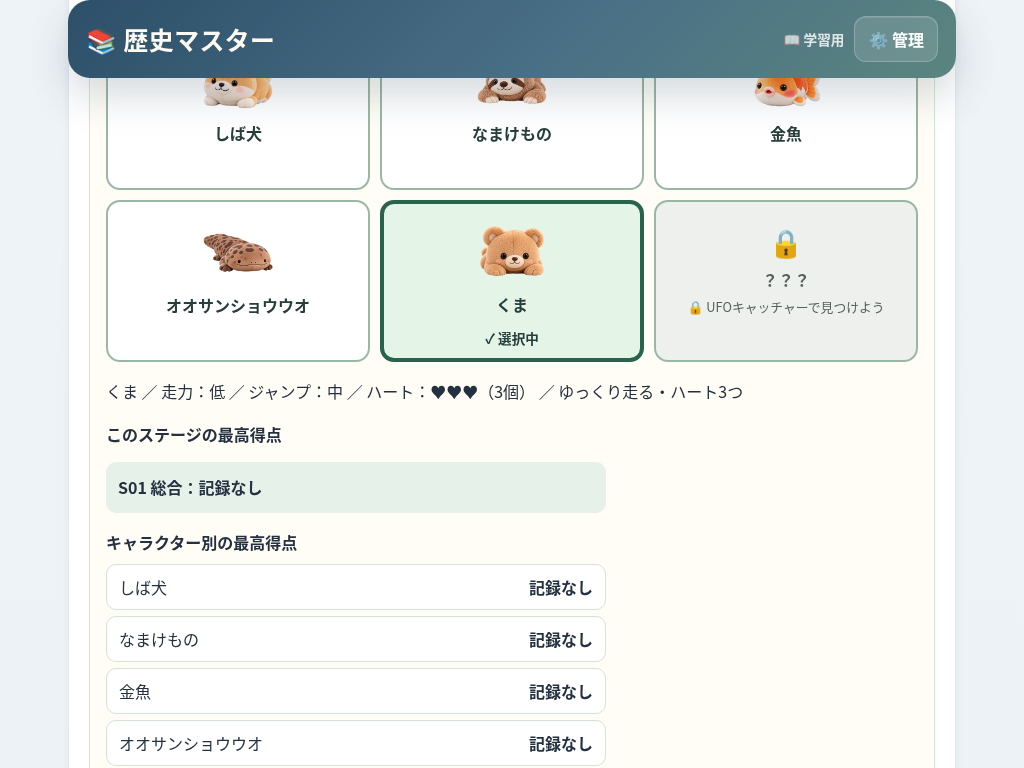 📚 歴史マスター
📖 学習用
⚙️ 管理
しば犬
なまけもの
金魚
オオサンショウウオ
くま
✓ 選択中
？？？
🔒 UFOキャッチャーで見つけよう
くま ／ 走力：低 ／ ジャンプ：中 ／ ハート：♥♥♥（3個） ／ ゆっくり走る・ハート3つ
このステージの最高得点
S01 総合：記録なし
キャラクター別の最高得点
しば犬 記録なし
なまけもの 記録なし
金魚 記録なし
オオサンショウウオ 記録なし